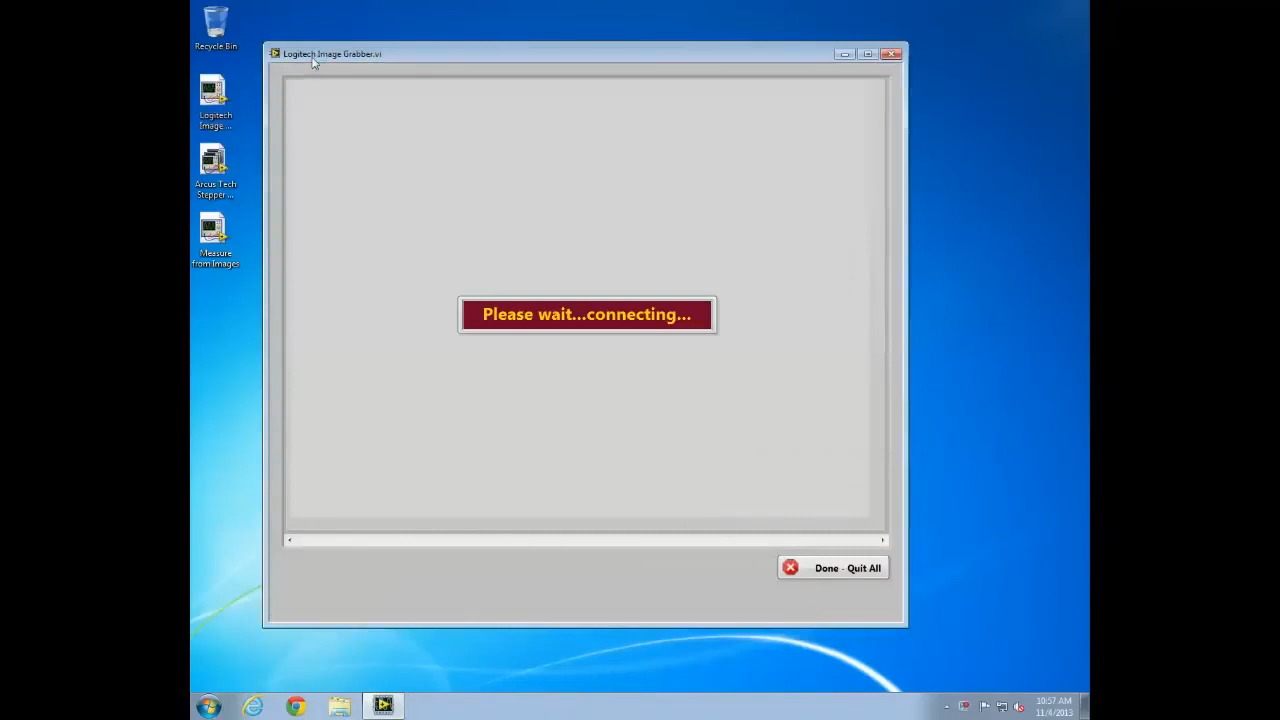 Recycle Bin
Logitech Image Grabber.vi
Logitech
Image....
Arcus Tech
Stepper ...
Measure
from Images
Please wait...connecting...
Done - Quit All
10:57 AM
11/4/2013